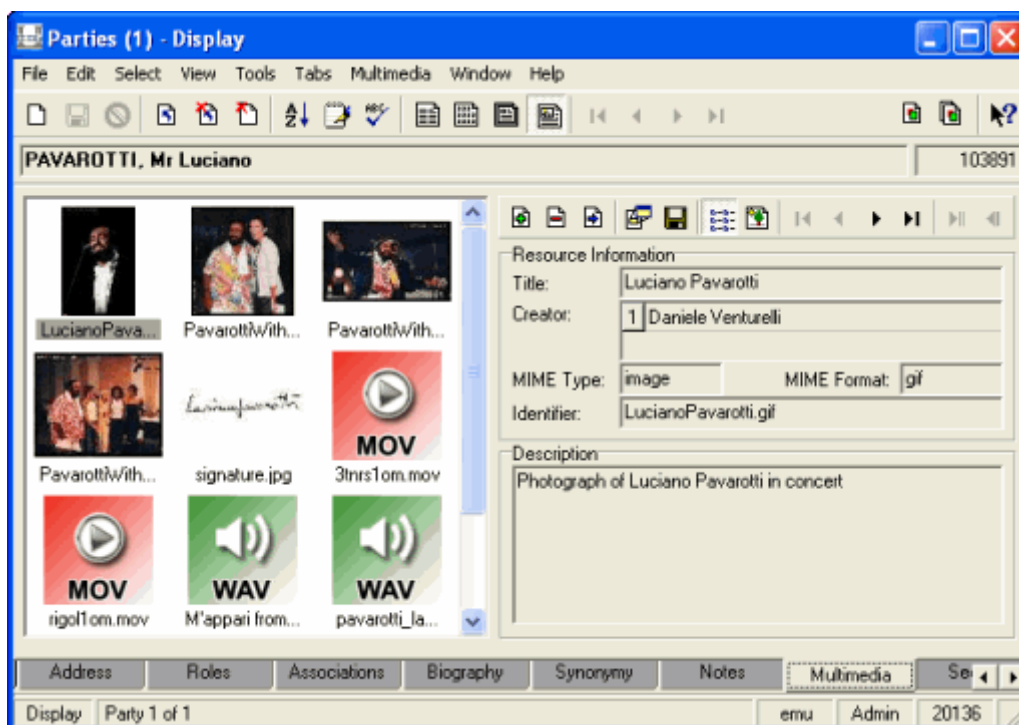 Parties (1) - Display
File Edit Select View Tools Tabs Multimedia Window Help
PAVAROTTI, Mr Luciano 103891
LucianoPava... PavarottiWith... PavarottiWith...
PavarottiWith... signature.jpg MOV 3tnrs1om.mov
MOV rigol1om.mov WAV M'appari from... WAV pavarotti_la...
Resource Information
Title: Luciano Pavarotti
Creator: 1 Daniele Venturelli
MIME Type: image MIME Format: gif
Identifier: LucianoPavarotti.gif
Description
Photograph of Luciano Pavarotti in concert
Address Roles Associations Biography Synonymy Notes Multimedia Se
Display Party 1 of 1 emu Admin 20136